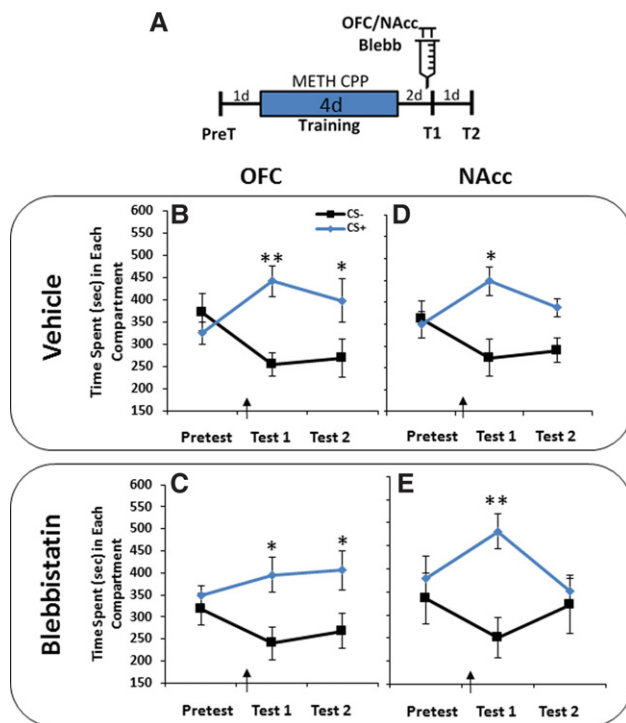 A
OFC/NAcc
Blebb
1d
METH CPP
4d
Training
2d
1d
PreT
T1
T2
OFC
NAcc
Vehicle
Time Spent (sec) in Each
Compartment
B
600
550
500
450
400
350
300
250
200
150
CS-
CS+
**
*
Pretest
Test 1
Test 2
D
*
Pretest
Test 1
Test 2
Blebbistatin
Time Spent (sec) in Each
Compartment
C
600
550
500
450
400
350
300
250
200
150
*
*
Pretest
Test 1
Test 2
E
**
Pretest
Test 1
Test 2